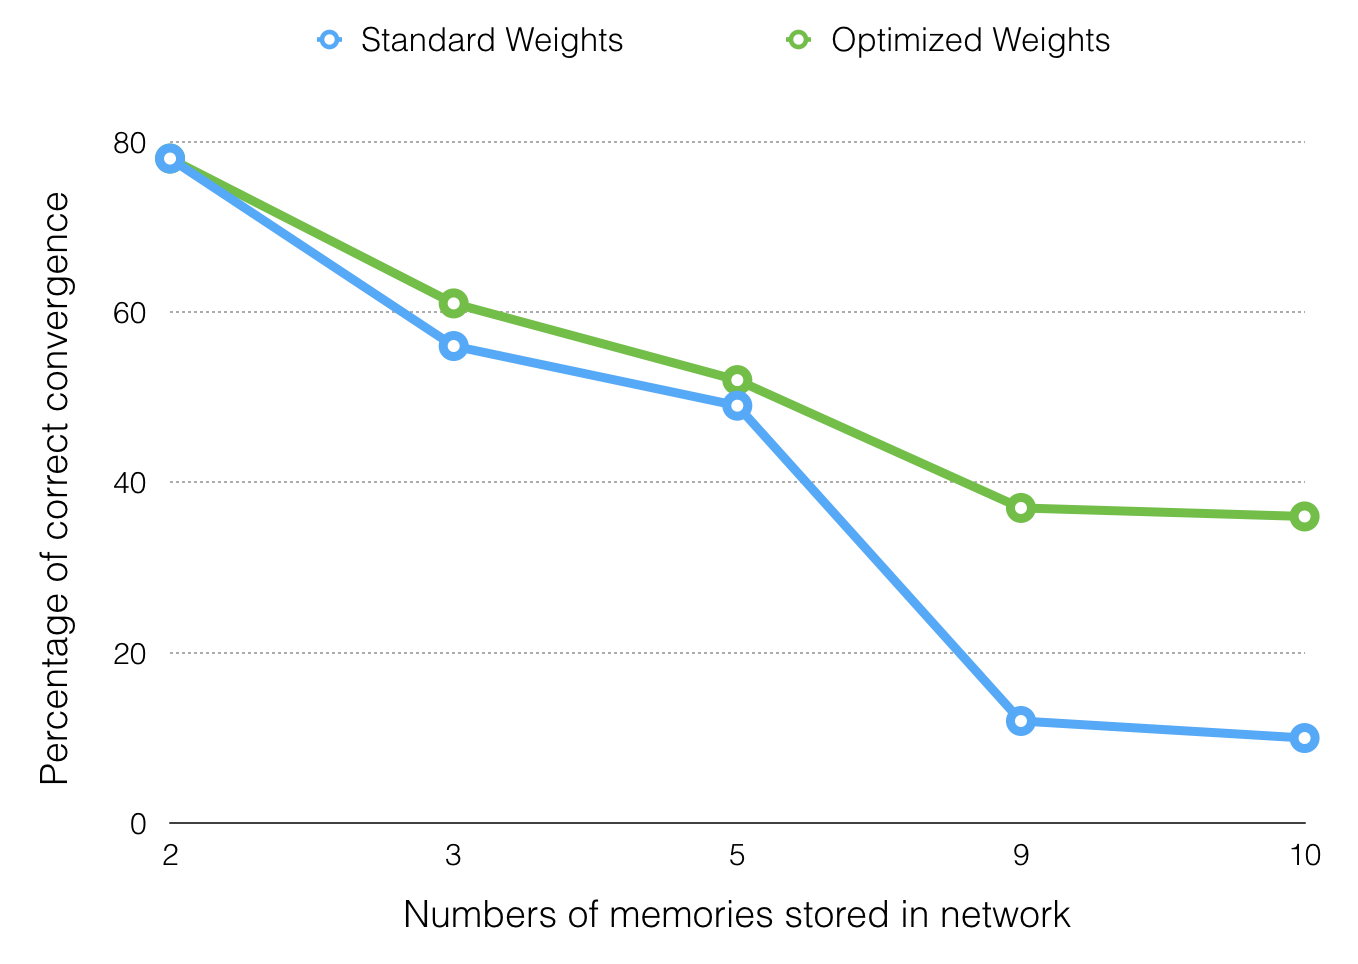 Standard Weights
Optimized Weights
80
60
40
20
0
Percentage of correct convergence
2 3 5 9 10
Numbers of memories stored in network